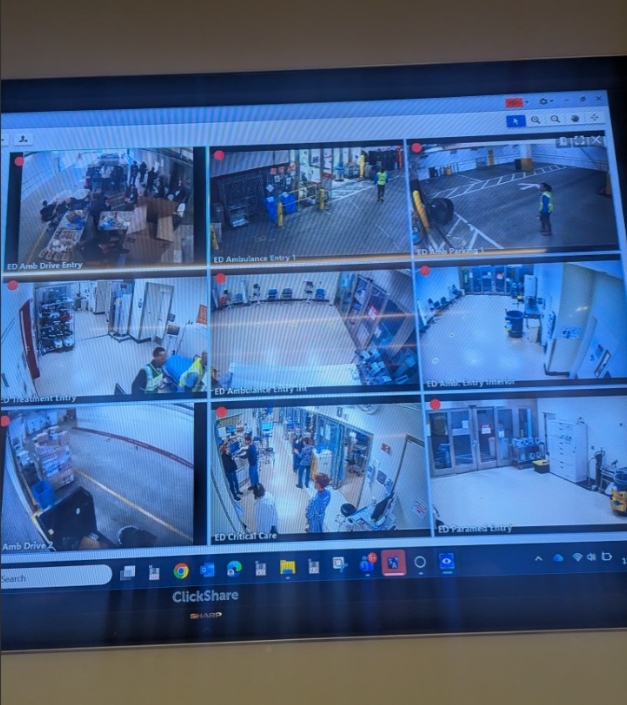 ED Amb Drive Entry
ED Ambulance Entry 1
ED Amb Parking 1
ED Treatment Entry
ED Ambulance Entry Int
ED Amb. Entry Interior
Amb Drive 2
ED Critical Care
ED Paramed Entry
Search
ClickShare
SHARP